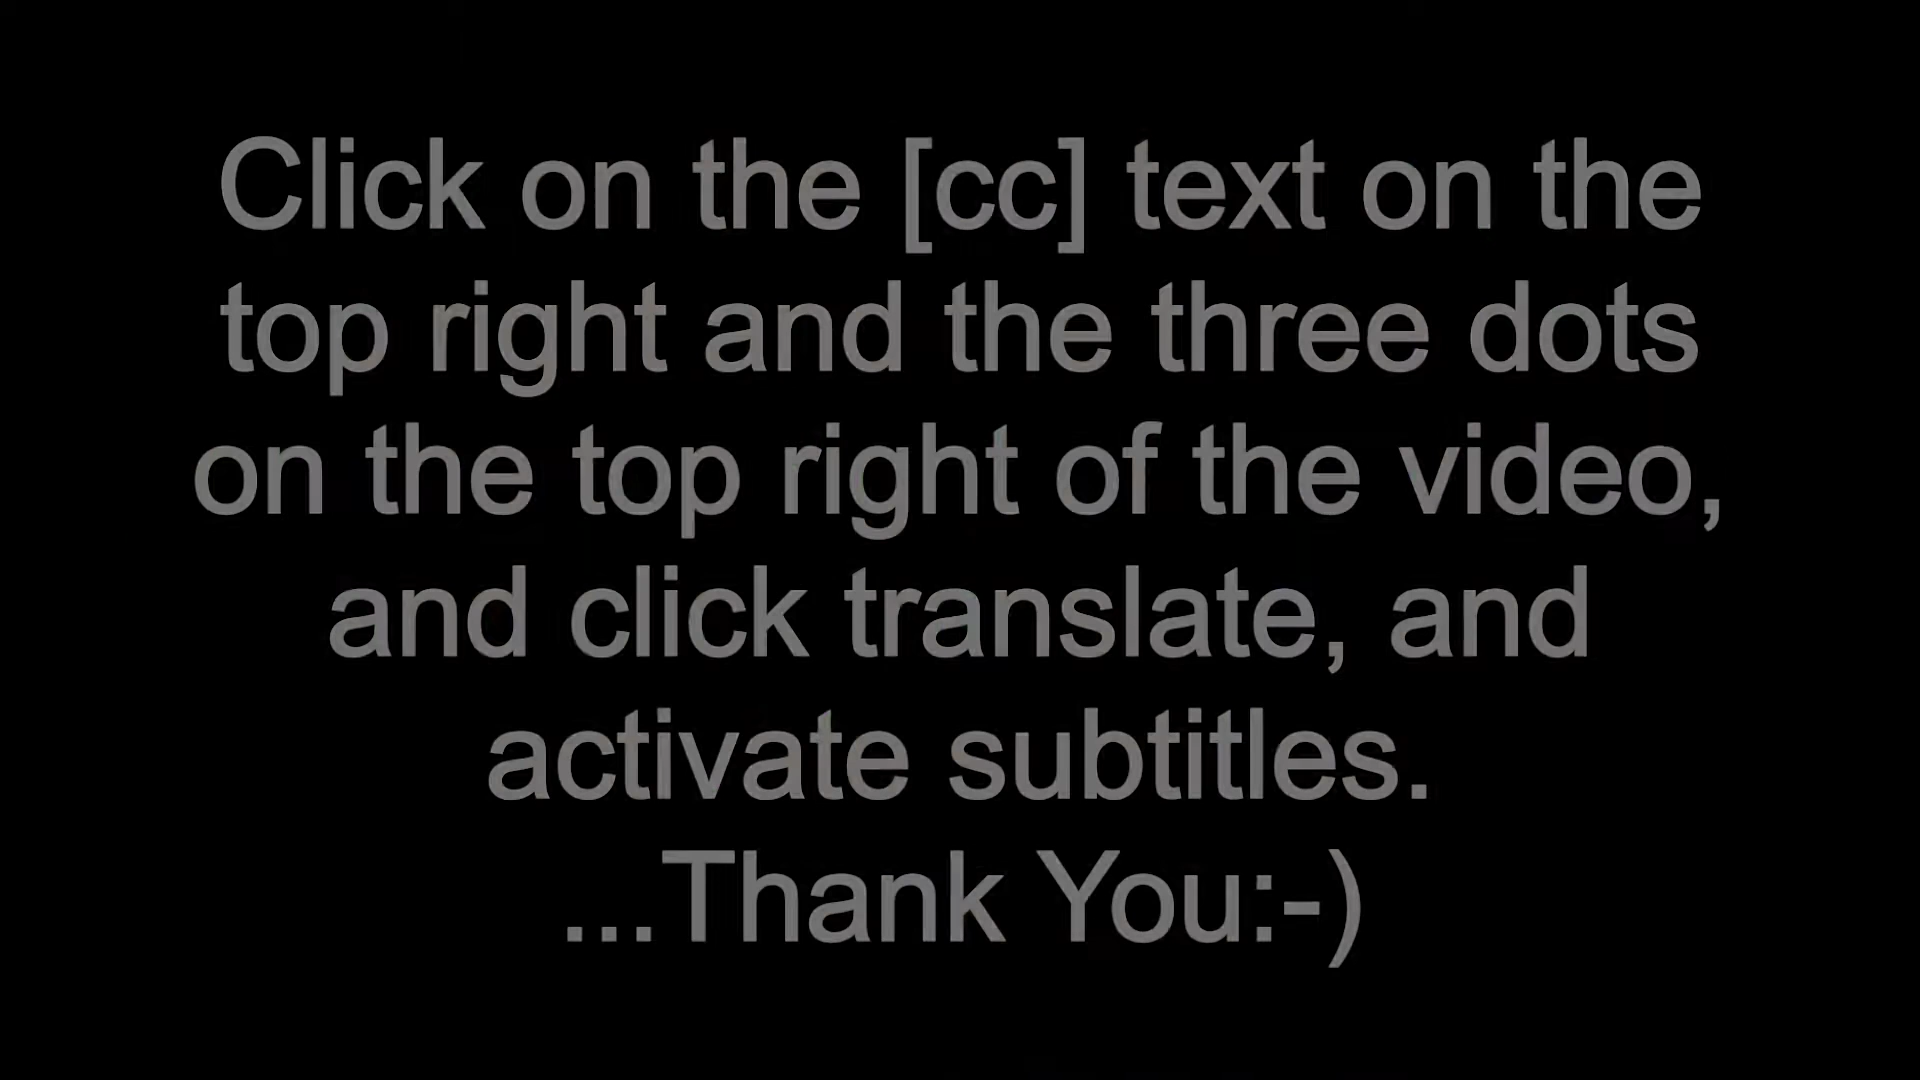 Click on the [cc] text on the
top right and the three dots
on the top right of the video,
and click translate, and
activate subtitles.
...Thank You:-)